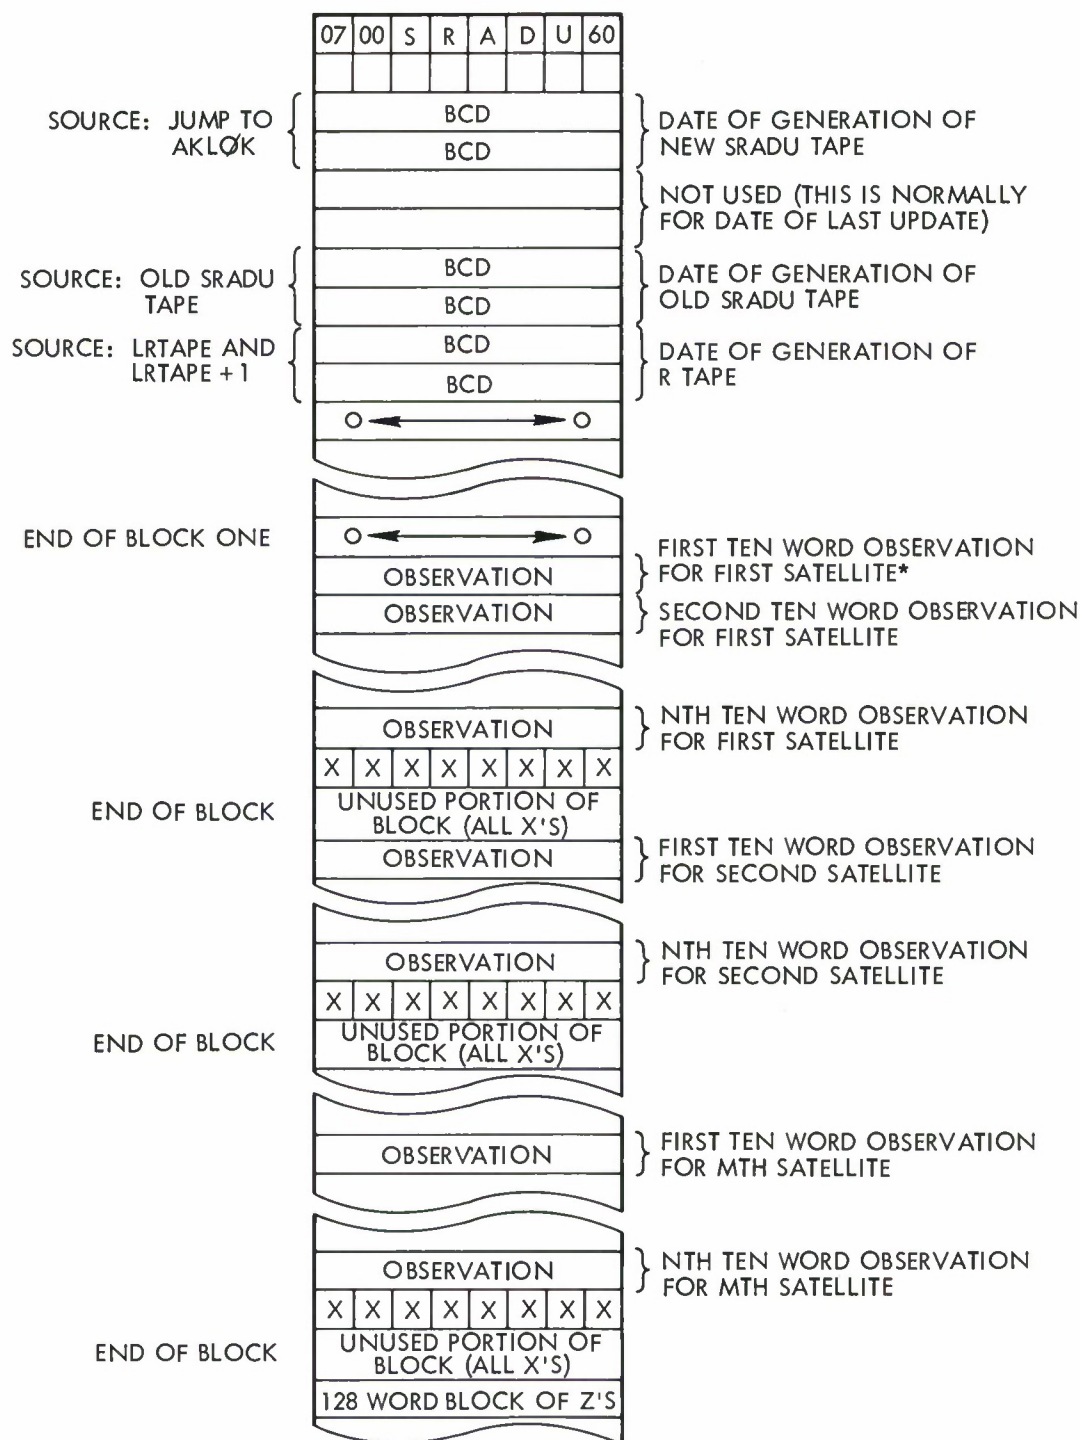 07 00 S R A D U 60
SOURCE: JUMP TO
AKLØK
BCD
BCD
DATE OF GENERATION OF
NEW SRADU TAPE
NOT USED (THIS IS NORMALLY
FOR DATE OF LAST UPDATE)
SOURCE: OLD SRADU
TAPE
BCD
BCD
DATE OF GENERATION OF
OLD SRADU TAPE
SOURCE: LRTAPE AND
LRTAPE +1
BCD
BCD
DATE OF GENERATION OF
R TAPE
O O
END OF BLOCK ONE
O O
OBSERVATION
FIRST TEN WORD OBSERVATION
FOR FIRST SATELLITE*
OBSERVATION
SECOND TEN WORD OBSERVATION
FOR FIRST SATELLITE
OBSERVATION
NTH TEN WORD OBSERVATION
FOR FIRST SATELLITE
X X X X X X X X
END OF BLOCK
UNUSED PORTION OF
BLOCK (ALL X'S)
OBSERVATION
FIRST TEN WORD OBSERVATION
FOR SECOND SATELLITE
OBSERVATION
NTH TEN WORD OBSERVATION
FOR SECOND SATELLITE
X X X X X X X X
END OF BLOCK
UNUSED PORTION OF
BLOCK (ALL X'S)
OBSERVATION
FIRST TEN WORD OBSERVATION
FOR MTH SATELLITE
OBSERVATION
NTH TEN WORD OBSERVATION
FOR MTH SATELLITE
X X X X X X X X
END OF BLOCK
UNUSED PORTION OF
BLOCK (ALL X'S)
128 WORD BLOCK OF Z'S